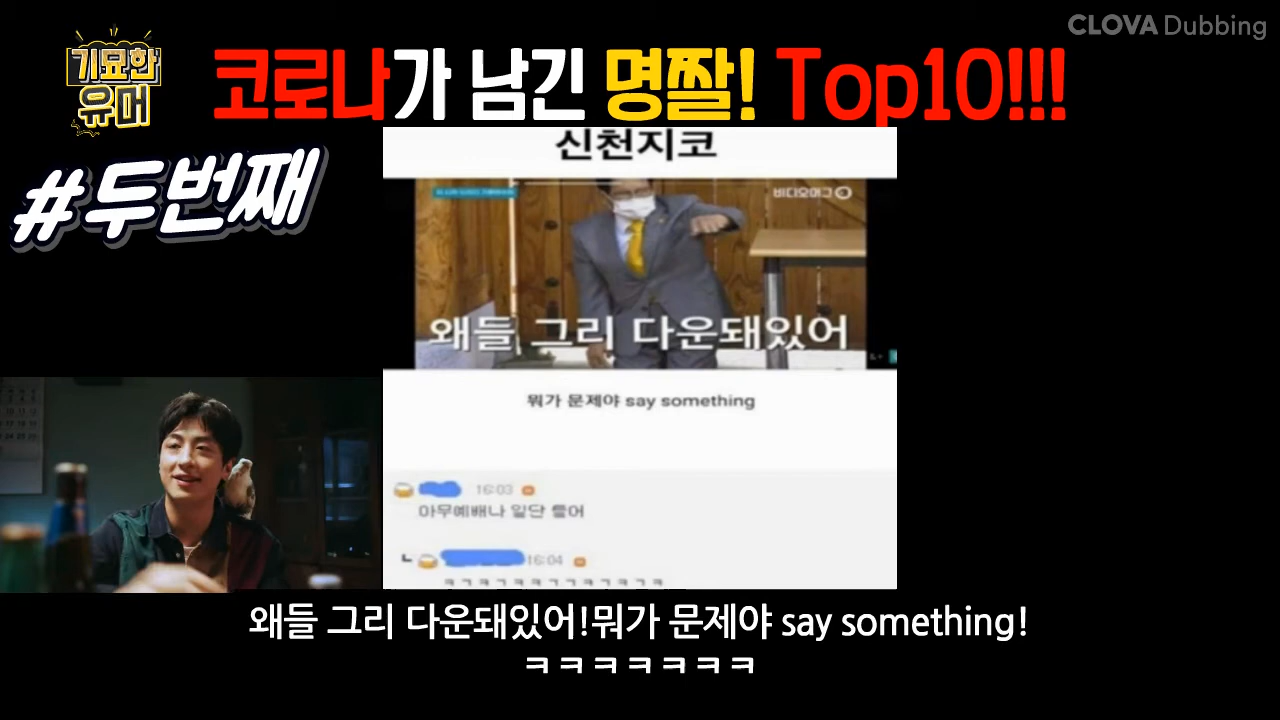 CLOVA Dubbing
기묘한
유머
코로나가 남긴 명짤! Top10!!!
#두번째
신천지코
비디오머그
왜들 그리 다운돼있어
뭐가 문제야 say something
16:03
아무예배나 일단 틀어
16:04
ㅋㄱㅋㄱㅋㅋㄱㄱㅋㄱㅋㄱㅋ
왜들 그리 다운돼있어!뭐가 문제야 say something!
ㅋㅋㅋㅋㅋㅋㅋ